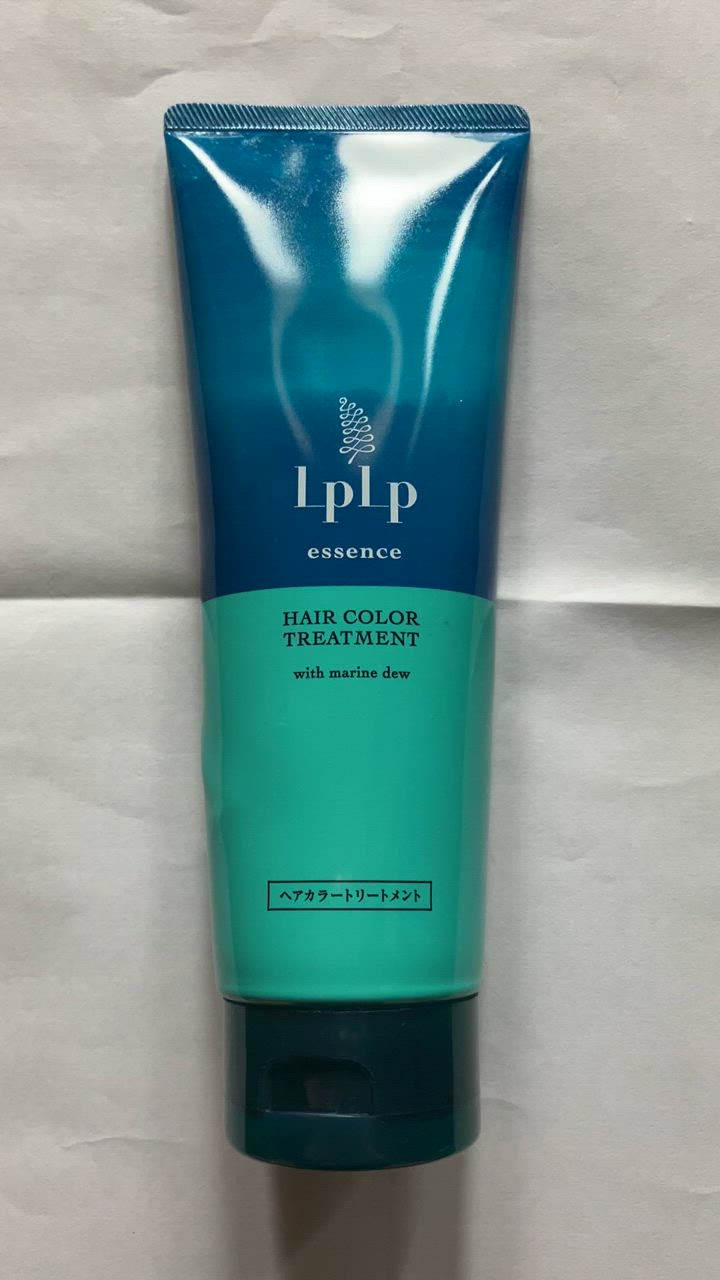 LpLp
essence
HAIR COLOR
TREATMENT
with marine dew
ヘアカラートリートメント